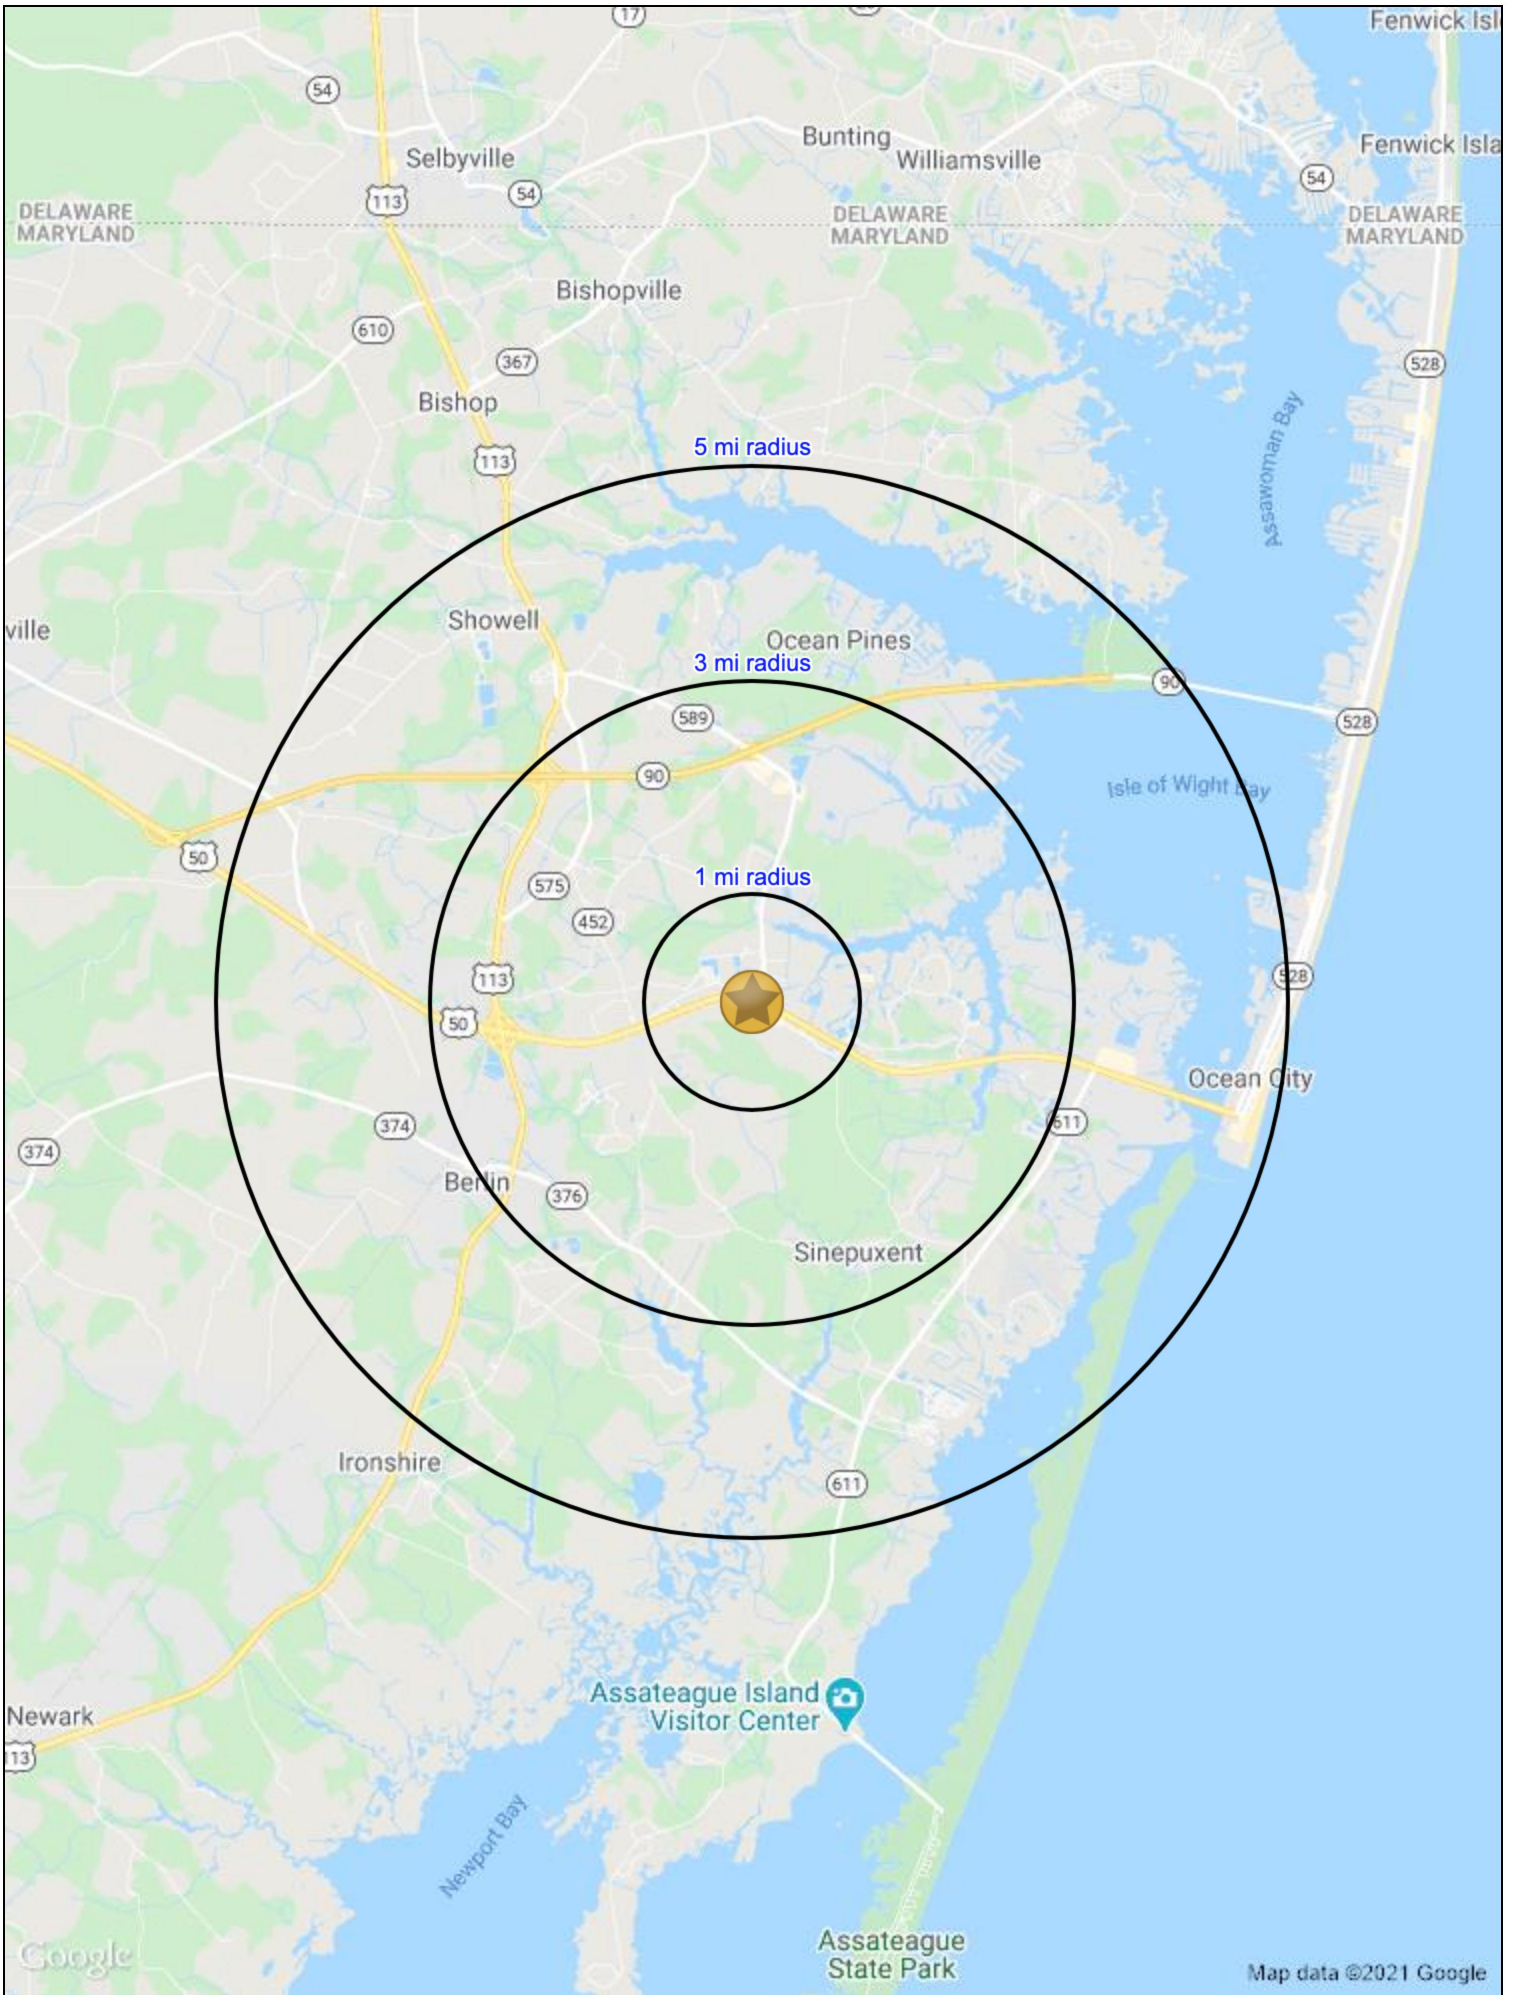 17
Fenwick Isl
54
Bunting
Selbyville
Williamsville
Fenwick Isla
54
54
113
DELAWARE
MARYLAND
DELAWARE
MARYLAND
DELAWARE
MARYLAND
Bishopville
610
367
528
Bishop
Assawoman Bay
5 mi radius
113
Showell
ville
Ocean Pines
3 mi radius
90
589
528
90
Isle of Wight Bay
50
1 mi radius
575
452
113
528
50
Ocean City
374
611
374
Berlin
376
Sinepuxent
Ironshire
611
Assateague Island
Visitor Center
Newark
113
Newport Bay
Assateague
State Park
Google
Map data ©2021 Google